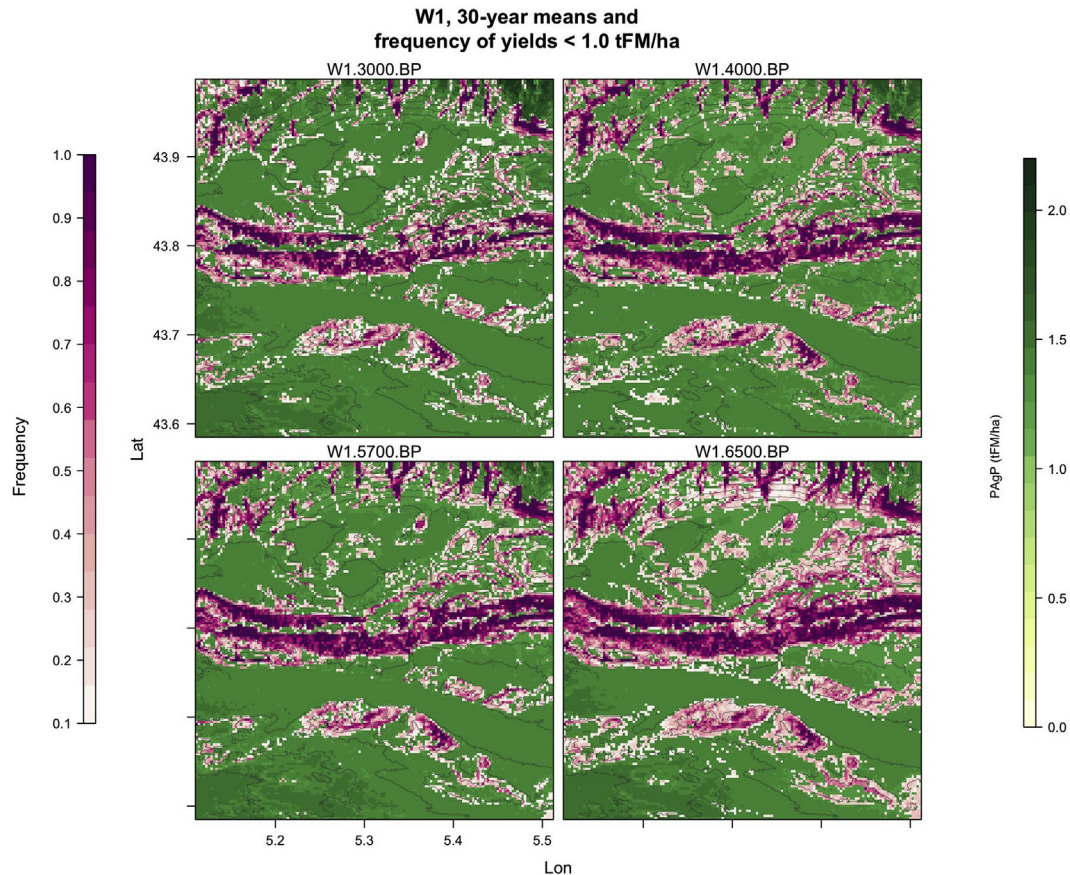 W1, 30-year means and
frequency of yields < 1.0 tFM/ha
W1.3000.BP
W1.4000.BP
43.9
43.8
43.7
43.6
Lat
1.0
0.9
0.8
0.7
0.6
0.5
0.4
0.3
0.2
0.1
Frequency
2.0
1.5
1.0
0.5
0.0
PAgP (tFM/ha)
W1.5700.BP
W1.6500.BP
5.2
5.3
5.4
5.5
Lon